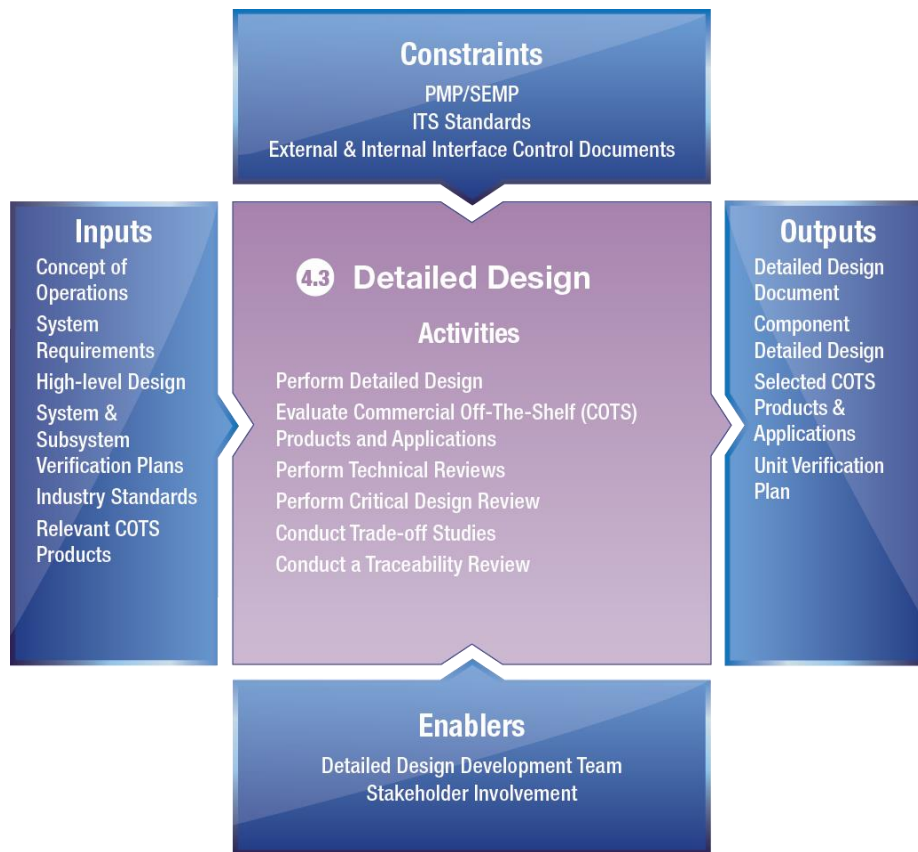 Constraints
PMP/SEMP
ITS Standards
External & Internal Interface Control Documents
Inputs
Concept of
Operations
System
Requirements
High-level Design
System &
Subsystem
Verification Plans
Industry Standards
Relevant COTS
Products
4.3 Detailed Design
Activities
Perform Detailed Design
Evaluate Commercial Off-The-Shelf (COTS)
Products and Applications
Perform Technical Reviews
Perform Critical Design Review
Conduct Trade-off Studies
Conduct a Traceability Review
Outputs
Detailed Design
Document
Component
Detailed Design
Selected COTS
Products &
Applications
Unit Verification
Plan
Enablers
Detailed Design Development Team
Stakeholder Involvement